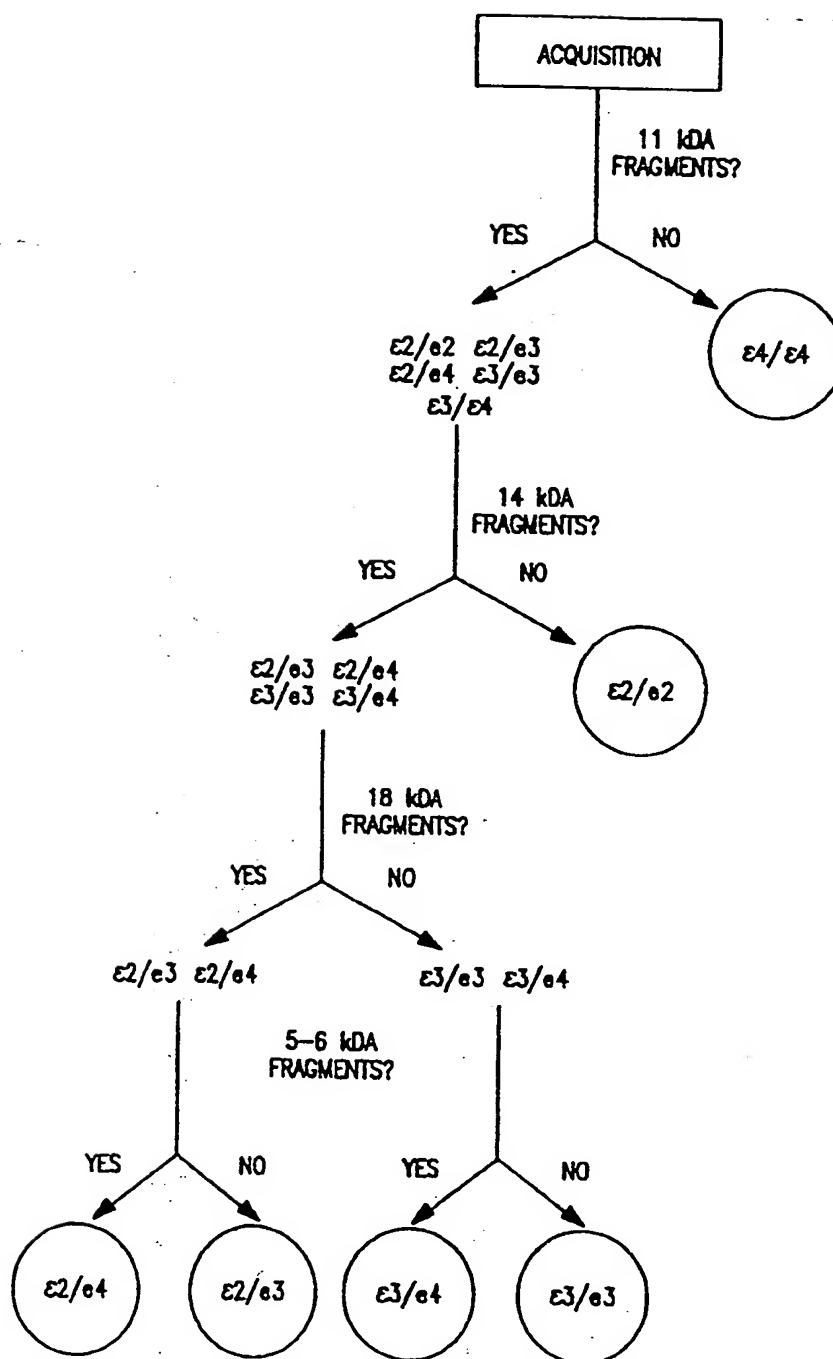 ACQUISITION
11 kDA
FRAGMENTS?
YES NO
ε2/e2 ε2/e3
ε2/e4 ε3/e3
ε3/ε4
ε4/ε4
14 kDA
FRAGMENTS?
YES NO
ε2/e3 ε2/e4
ε3/e3 ε3/e4
ε2/e2
18 kDA
FRAGMENTS?
YES NO
ε2/e3 ε2/e4
ε3/e3 ε3/e4
5-6 kDA
FRAGMENTS?
YES NO
YES NO
ε2/e4
ε2/e3
ε3/e4
ε3/e3